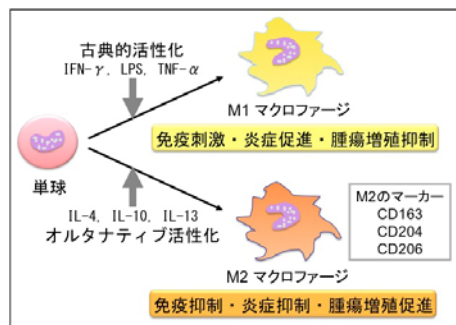 古典的活性化
IFN-γ, LPS, TNF-α
M1 マクロファージ
免疫刺激・炎症促進・腫瘍増殖抑制
単球
IL-4, IL-10, IL-13
オルタナティブ活性化
M2のマーカー
CD163
CD204
CD206
M2 マクロファージ
免疫抑制・炎症抑制・腫瘍増殖促進